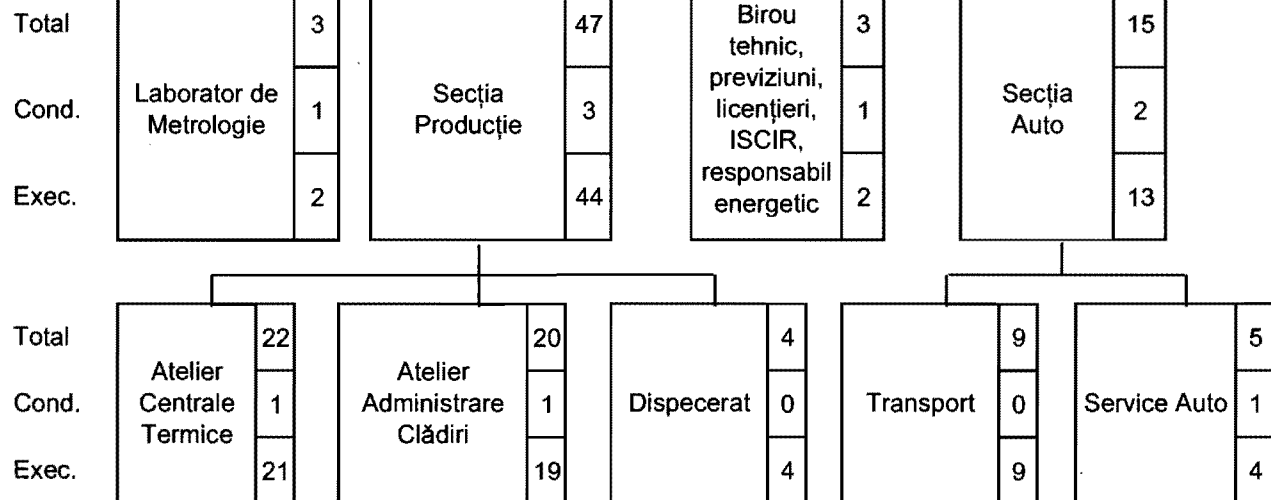 Total
Cond.
Exec.
Laborator de
Metrologie
3
1
2
Secția
Producție
47
3
44
Birou
tehnic,
previziuni,
licențieri,
ISCIR,
responsabil
energetic
3
1
2
Secția
Auto
15
2
13
Total
Cond.
Exec.
Atelier
Centrale
Termice
22
1
21
Atelier
Administrare
Clădiri
20
1
19
Dispecerat
4
0
4
Transport
9
0
9
Service Auto
5
1
4